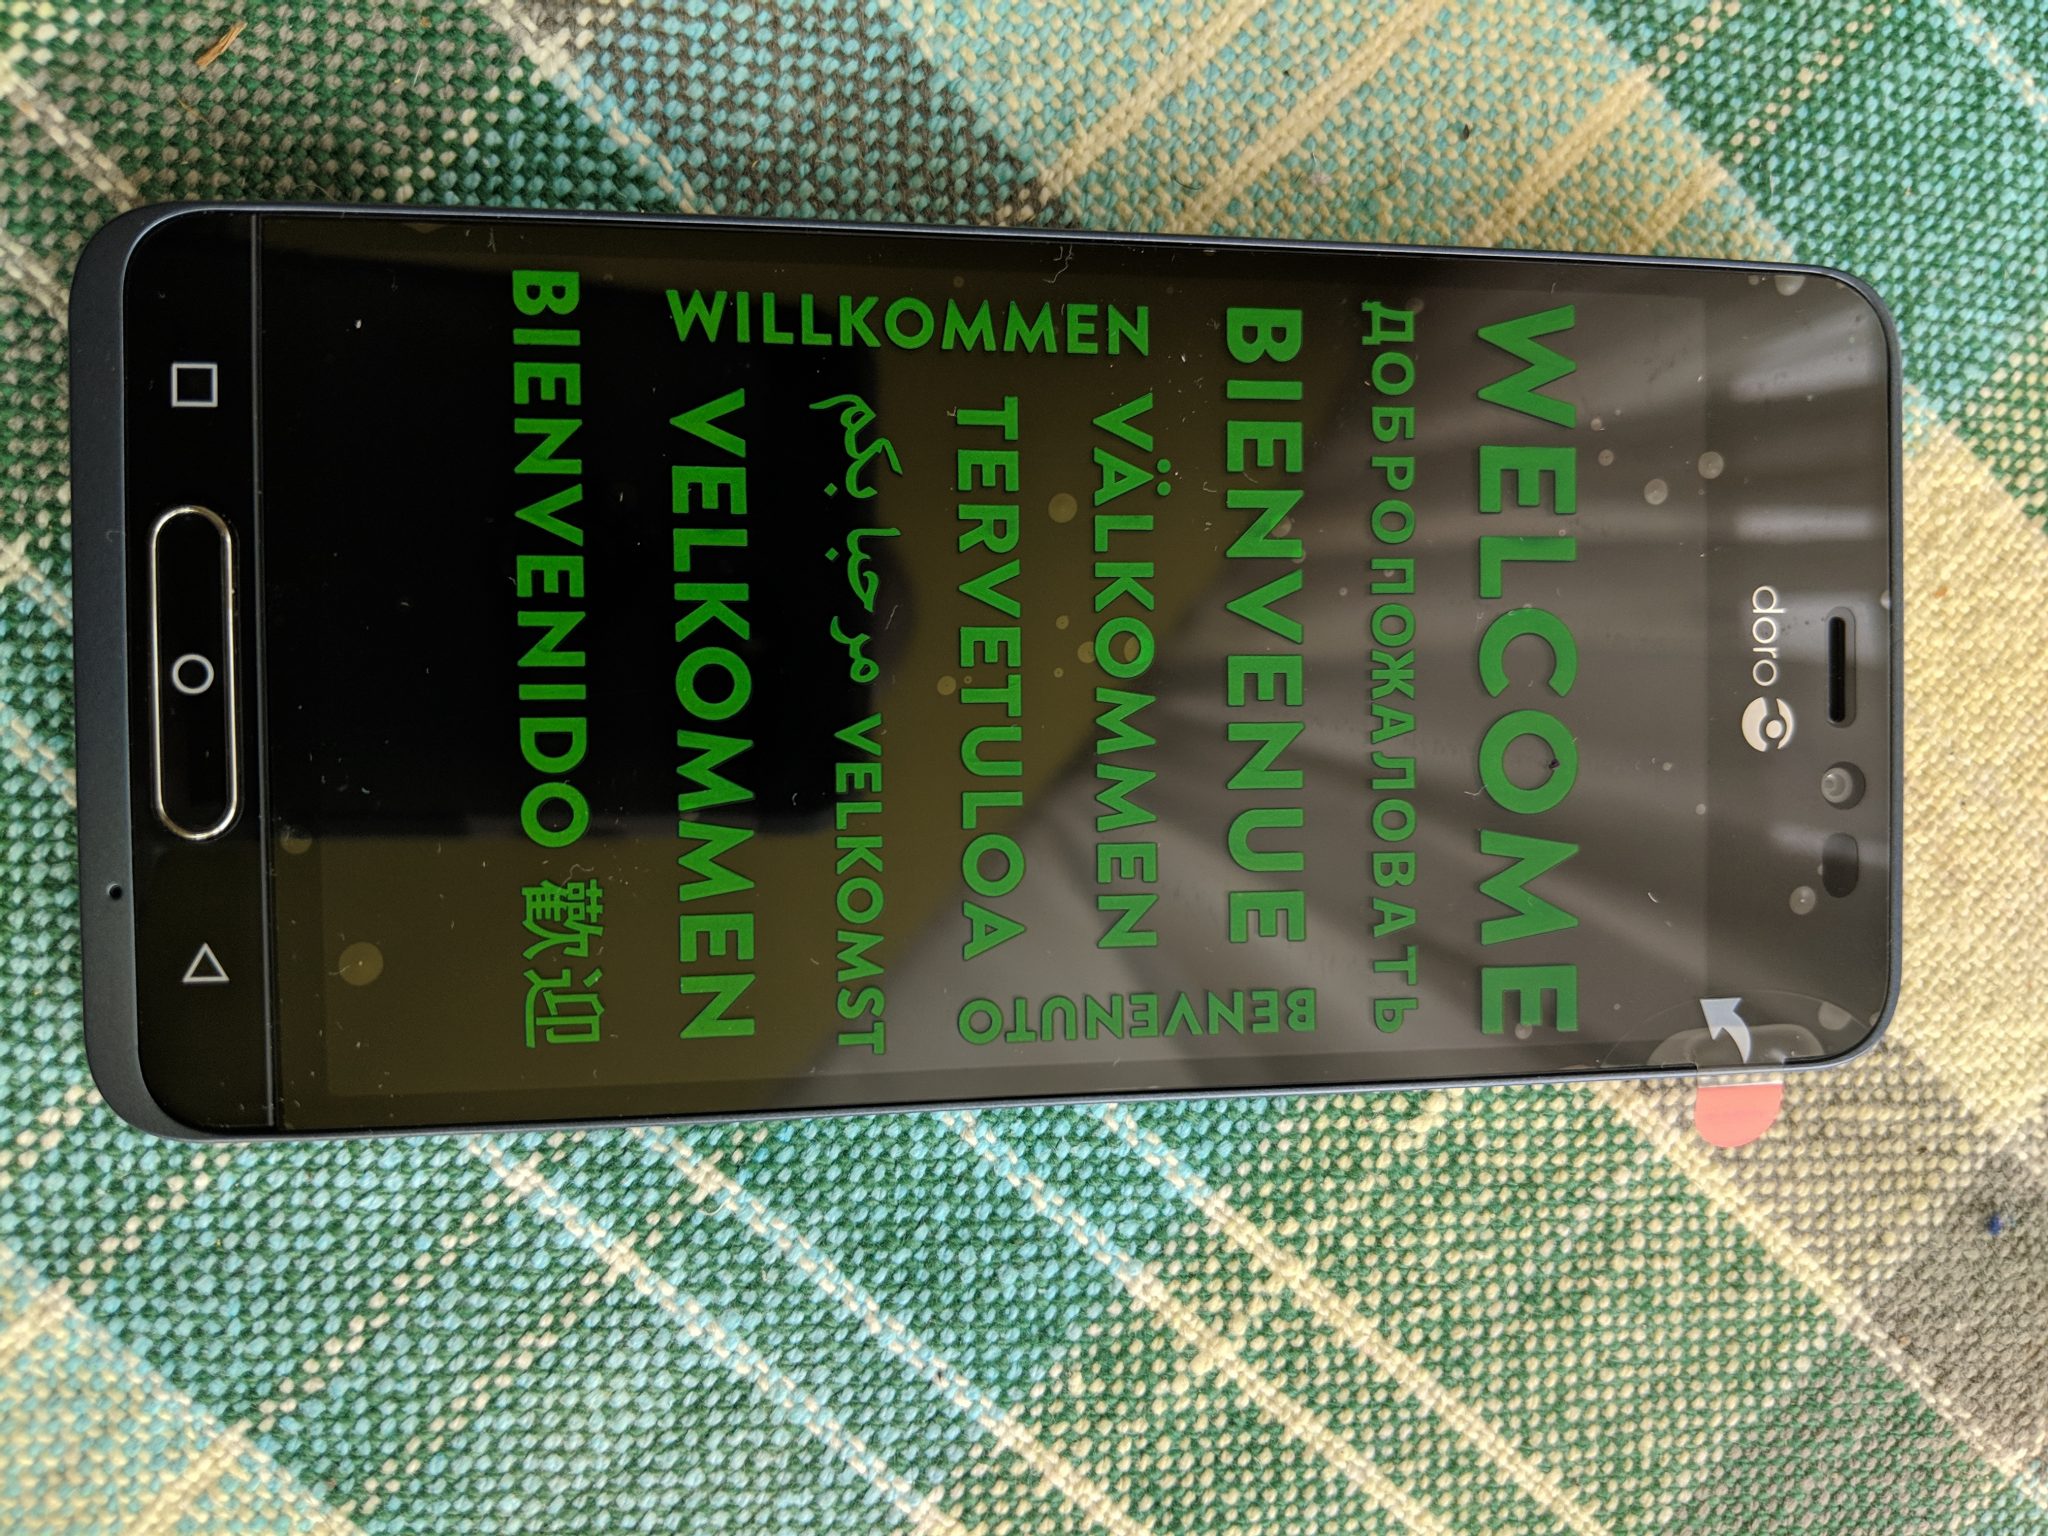 doro
WELCOME
ДОБРОПОЖАЛОВАТЬ
BIENVENUE
BENVENUTO
VÄLKOMMEN
TERVETULOA
WILLKOMMEN
مرحبا بكم
VELKOMST
VELKOMMEN
BIENVENIDO 歡迎